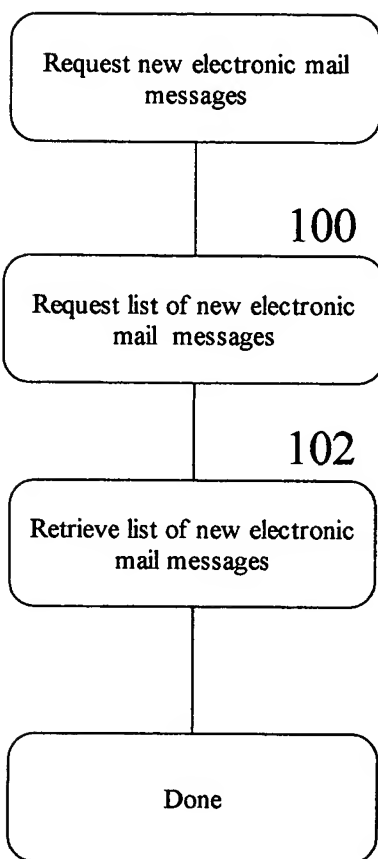 Request new electronic mail
messages
100
Request list of new electronic
mail messages
102
Retrieve list of new electronic
mail messages
Done